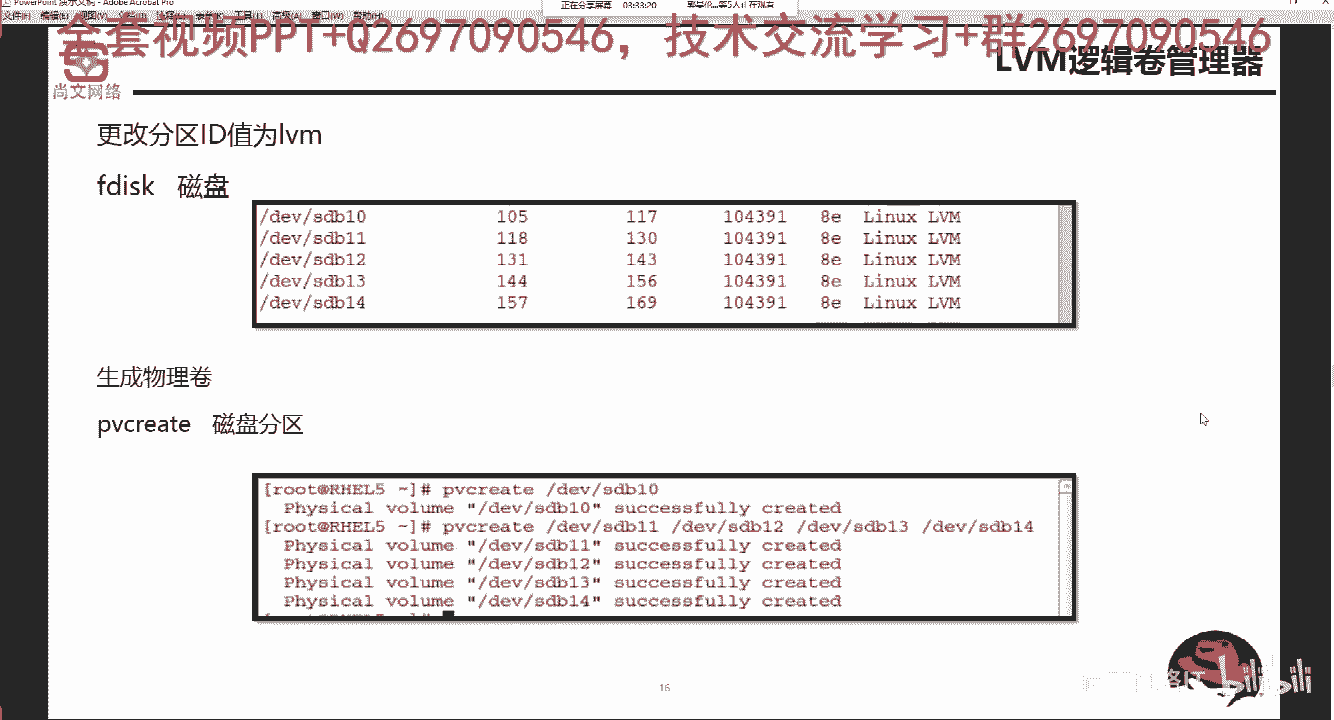 PowerPoint 演示文稿 - Adobe Acrobat Pro
文件(F) 编辑(E) 视图(V) 工具(T) 高级(A) 窗口(W) 帮助(H)
正在分享屏幕 03:33:20
全套视频PPT+Q2697090546，技术交流学习+群2697090546
LVM逻辑卷管理器
尚文网络
更改分区ID值为lvm
fdisk 磁盘
/dev/sdb10 105 117 104391 8e Linux LVM
/dev/sdb11 118 130 104391 8e Linux LVM
/dev/sdb12 131 143 104391 8e Linux LVM
/dev/sdb13 144 156 104391 8e Linux LVM
/dev/sdb14 157 169 104391 8e Linux LVM
生成物理卷
pvcreate 磁盘分区
[root@RHEL5 ~]# pvcreate /dev/sdb10
Physical volume "/dev/sdb10" successfully created
[root@RHEL5 ~]# pvcreate /dev/sdb11 /dev/sdb12 /dev/sdb13 /dev/sdb14
Physical volume "/dev/sdb11" successfully created
Physical volume "/dev/sdb12" successfully created
Physical volume "/dev/sdb13" successfully created
Physical volume "/dev/sdb14" successfully created
16
bilibili